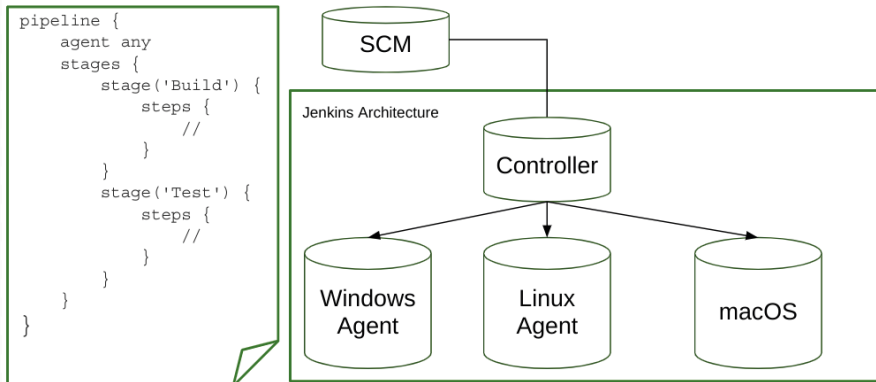 pipeline {
    agent any
    stages {
        stage('Build') {
            steps {
                //
            }
        }
        stage('Test') {
            steps {
                //
            }
        }
    }
}
SCM
Jenkins Architecture
Controller
Windows
Agent
Linux
Agent
macOS